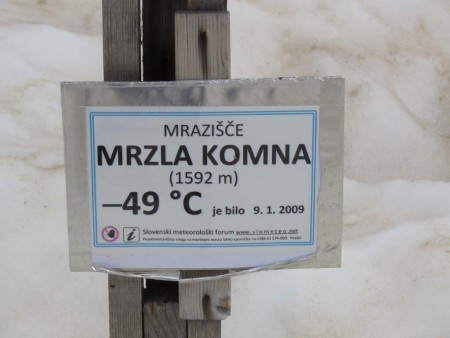 MRAZIŠČE
MRZLA KOMNA
(1592 m)
–49 °C je bilo 9. 1. 2009
Slovenski meteorološki forum www.slometeo.net